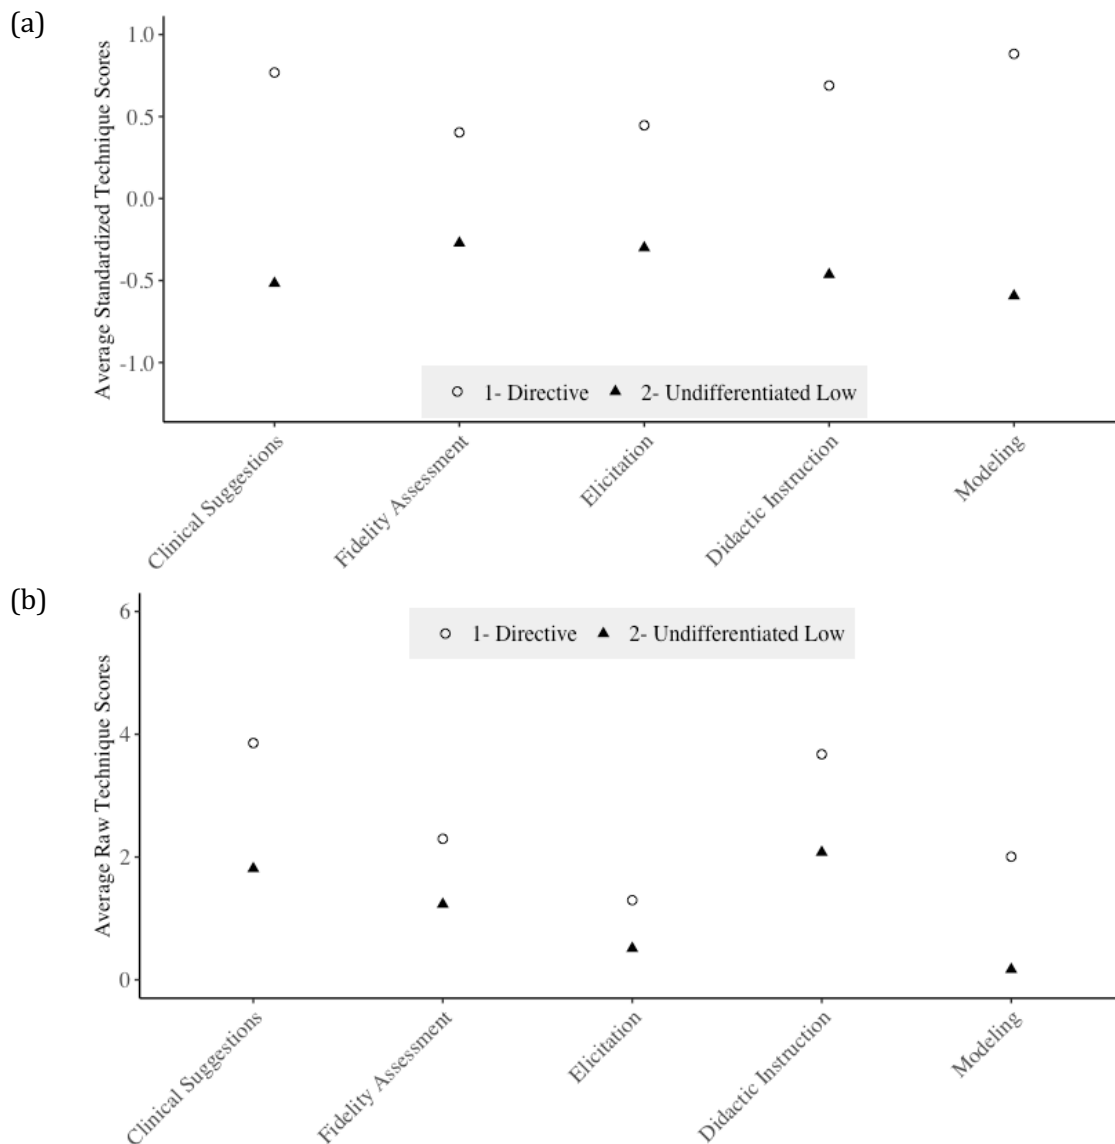 (a)
Average Standardized Technique Scores
1.0
0.5
0.0
-0.5
-1.0
1- Directive 2- Undifferentiated Low
Clinical Suggestions
Fidelity Assessment
Elicitation
Didactic Instruction
Modeling
(b)
Average Raw Technique Scores
6
4
2
0
1- Directive 2- Undifferentiated Low
Clinical Suggestions
Fidelity Assessment
Elicitation
Didactic Instruction
Modeling